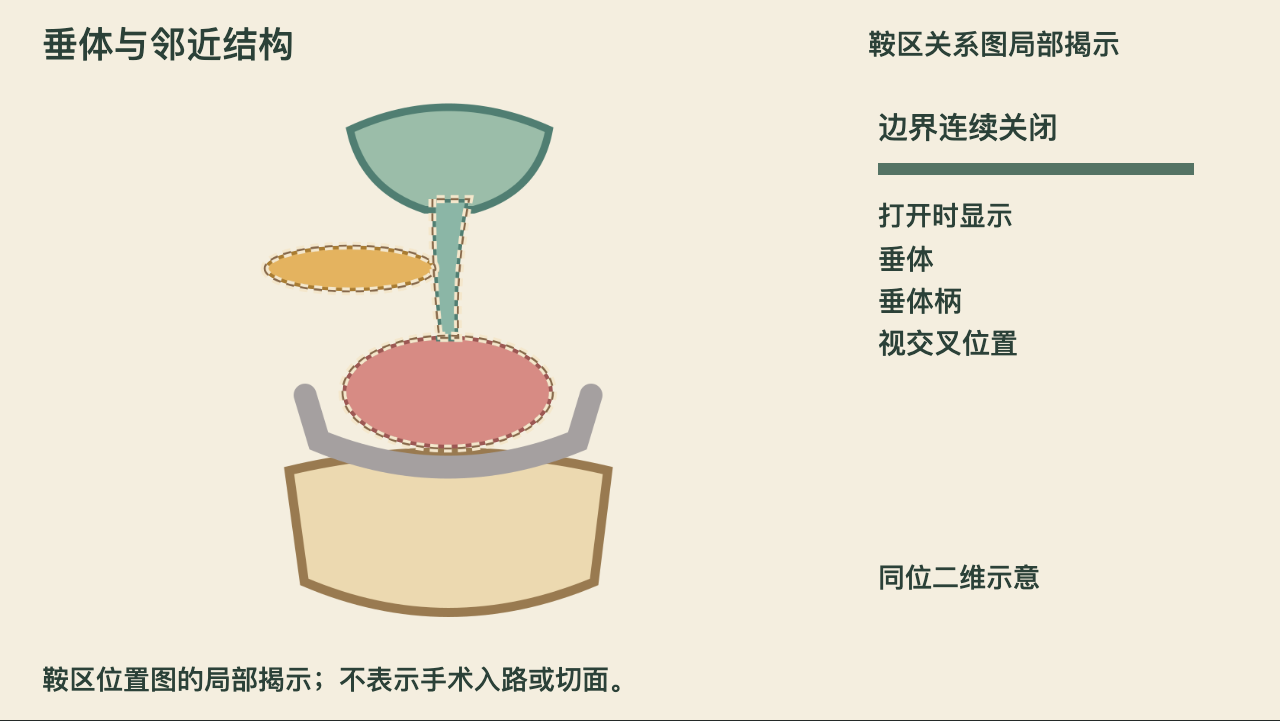 垂体与邻近结构
鞍区关系图局部揭示
边界连续关闭
打开时显示
垂体
垂体柄
视交叉位置
同位二维示意
鞍区位置图的局部揭示；不表示手术入路或切面。